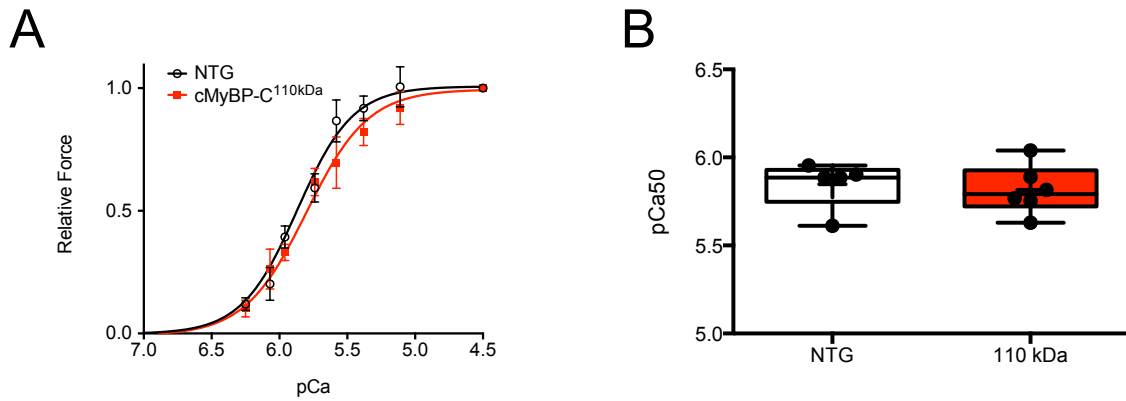 A
NTG
cMyBP-C110kDa
Relative Force
1.0
0.5
0.0
7.0 6.5 6.0 5.5 5.0 4.5
pCa
B
pCa50
6.5
6.0
5.5
5.0
NTG 110 kDa